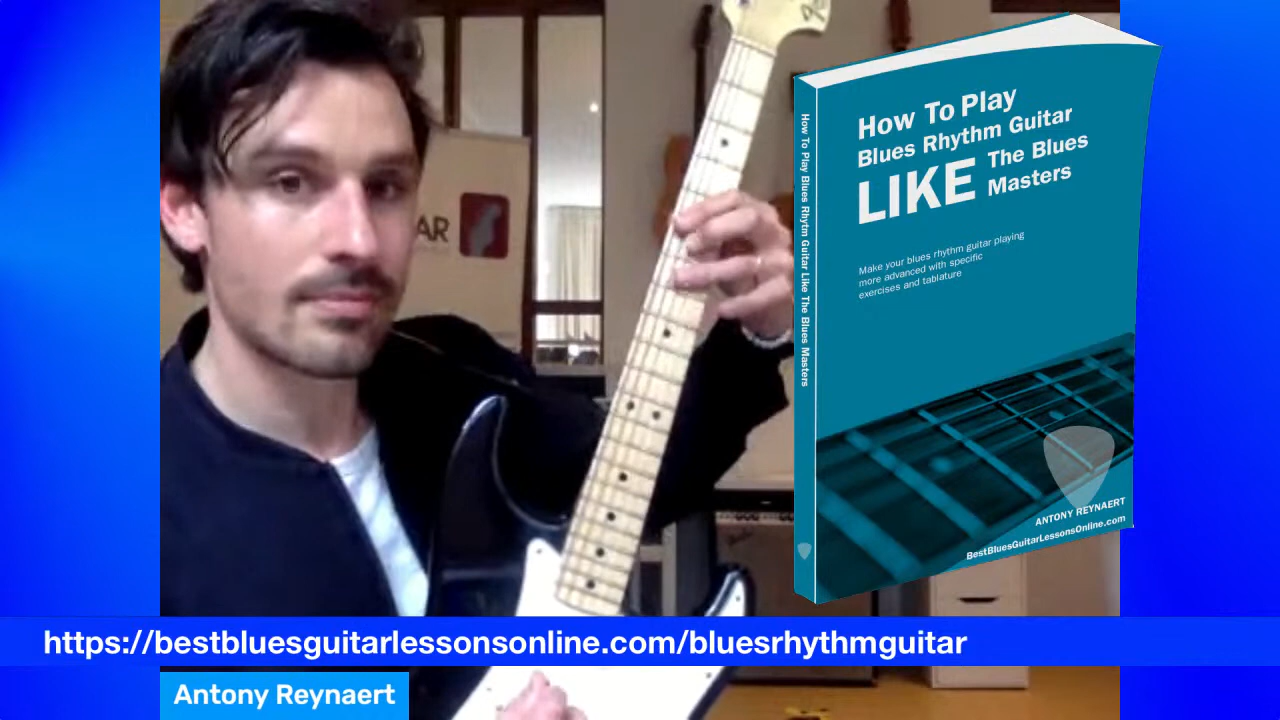 How To Play
Blues Rhythm Guitar
LIKE The Blues
Masters
Make your blues rhythm guitar playing
more advanced with specific
exercises and tablature
ANTONY REYNAERT
BestBluesGuitarLessonsOnline.com
How To Play Blues Rhytm Guitar Like The Blues Masters
AR
https://bestbluesguitarlessonsonline.com/bluesrhythmguitar
Antony Reynaert